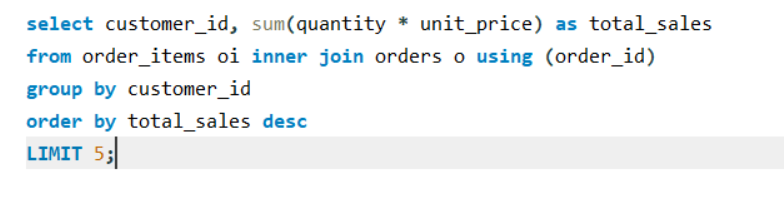 select customer_id, sum(quantity * unit_price) as total_sales
from order_items oi inner join orders o using (order_id)
group by customer_id
order by total_sales desc
LIMIT 5;